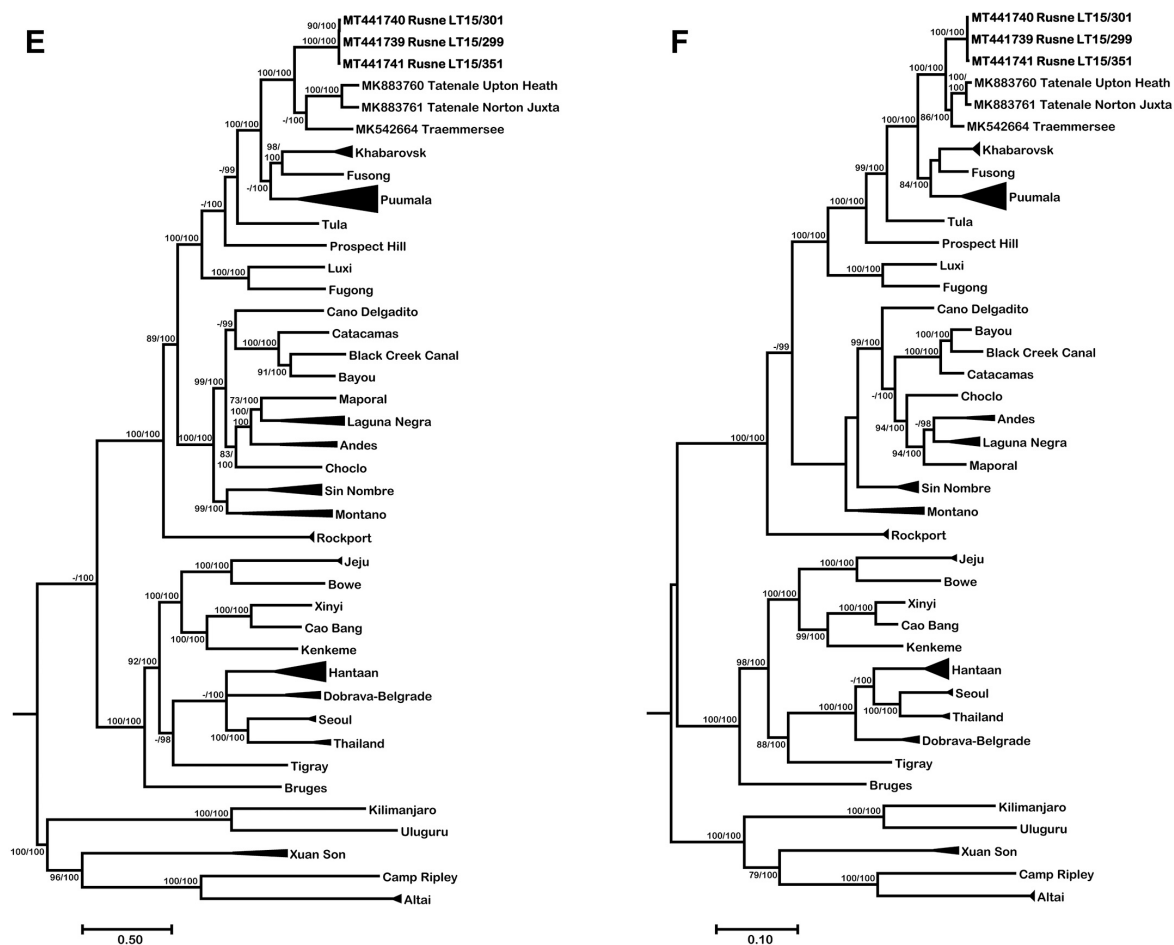 E
MT441740 Rusne LT15/301
90/100
MT441739 Rusne LT15/299
100/100
MT441741 Rusne LT15/351
100/100
MK883760 Tatenale Upton Heath
100/100
MK883761 Tatenale Norton Juxta
-/100
MK542664 Traemmersee
100/100
98/
100
Khabarovsk
Fusong
-/100
Puumala
-/99
Tula
-/100
Prospect Hill
100/100
Luxi
100/100
Fugong
Cano Delgadito
-/99
Catacamas
100/100
Black Creek Canal
91/100
Bayou
89/100
99/100
73/100
Maporal
100/
100
Laguna Negra
Andes
83/
100
Choclo
100/100
Sin Nombre
99/100
Montano
100/100
Rockport
Jeju
100/100
Bowe
-/100
100/100
Xinyi
100/100
Cao Bang
100/100
Kenkeme
92/100
Hantaan
-/100
Dobrava-Belgrade
Seoul
100/100
Thailand
100/100
-/98
Tigray
Bruges
Kilimanjaro
100/100
Uluguru
100/100
Xuan Son
96/100
Camp Ripley
100/100
Altai
0.50
F
MT441740 Rusne LT15/301
100/100
MT441739 Rusne LT15/299
MT441741 Rusne LT15/351
100/100
100/
100
MK883760 Tatenale Upton Heath
MK883761 Tatenale Norton Juxta
86/100
MK542664 Traemmersee
100/100
Khabarovsk
Fusong
84/100
Puumala
99/100
Tula
100/100
Prospect Hill
100/100
Luxi
100/100
Fugong
Cano Delgadito
Bayou
100/100
Black Creek Canal
100/100
Catacamas
99/100
-/99
-/100
Choclo
Andes
-/98
94/100
Laguna Negra
94/100
Maporal
100/100
Sin Nombre
Montano
Rockport
Jeju
100/100
Bowe
100/100
Xinyi
100/100
Cao Bang
99/100
Kenkeme
98/100
Hantaan
-/100
Seoul
100/100
Thailand
100/100
Dobrava-Belgrade
100/100
88/100
Tigray
Bruges
Kilimanjaro
100/100
Uluguru
100/100
Xuan Son
79/100
Camp Ripley
100/100
Altai
0.10